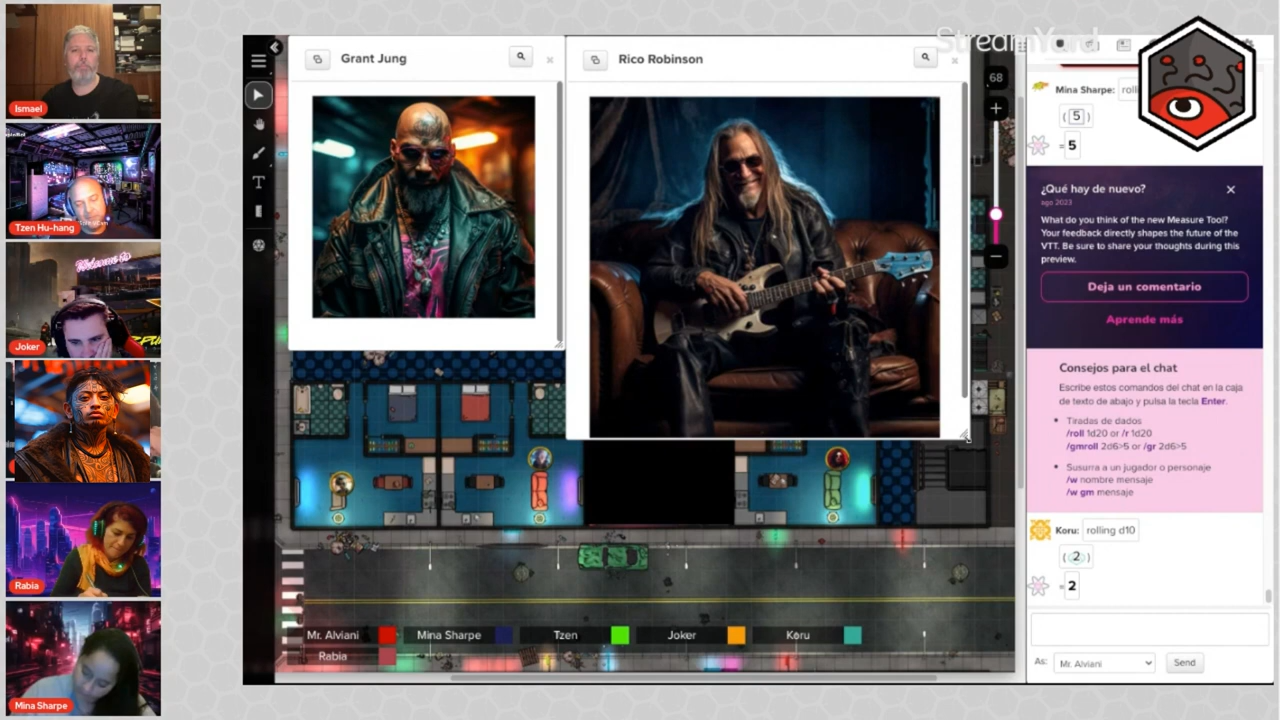 Ismael
Tzen Hu-hang
Welcome to
Joker
Rabia
Mina Sharpe
StreamYard
Grant Jung
Rico Robinson
68
Mina Sharpe:
(5)
=5
¿Qué hay de nuevo?
ago 2023
What do you think of the new Measure Tool?
Your feedback directly shapes the future of the
VTT. Be sure to share your thoughts during this
preview.
Deja un comentario
Aprende más
Consejos para el chat
Escribe estos comandos del chat en la caja
de texto de abajo y pulsa la tecla Enter.
Tiradas de dados
/roll 1d20 or /r 1d20
/gmroll 2d6>5 or /gr 2d6>5
Susurra a un jugador o personaje
/w nombre mensaje
/w gm mensaje
Koru: rolling d10
(2)
=2
Mr. Alviani
Mina Sharpe
Tzen
Joker
Koru
Rabia
As: Mr. Alviani
Send